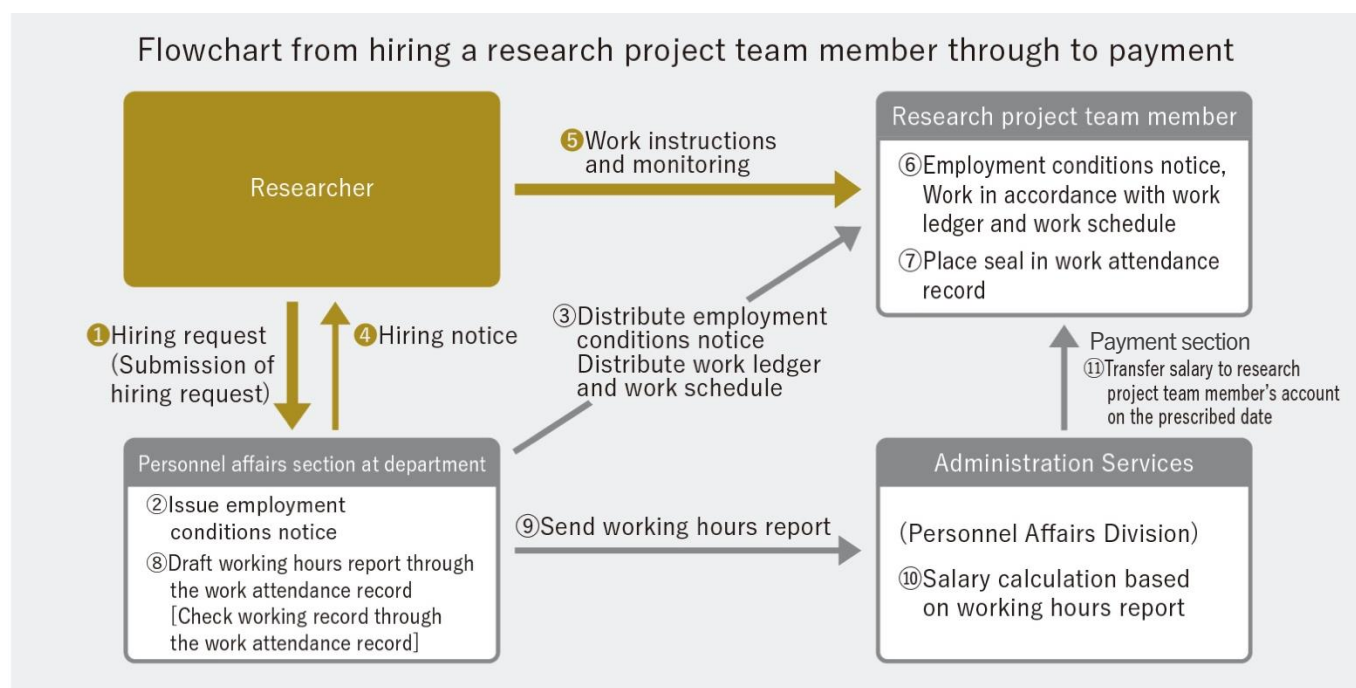 Flowchart from hiring a research project team member through to payment
Researcher
❺Work instructions
and monitoring
Research project team member
⑥Employment conditions notice,
Work in accordance with work
ledger and work schedule
⑦Place seal in work attendance
record
❶Hiring request
(Submission of
hiring request)
❹Hiring notice
③Distribute employment
conditions notice
Distribute work ledger
and work schedule
Payment section
⑪Transfer salary to research
project team member’s account
on the prescribed date
Personnel affairs section at department
②Issue employment
conditions notice
⑧Draft working hours report through
the work attendance record
[Check working record through
the work attendance record]
⑨Send working hours report
Administration Services
(Personnel Affairs Division)
⑩Salary calculation based
on working hours report